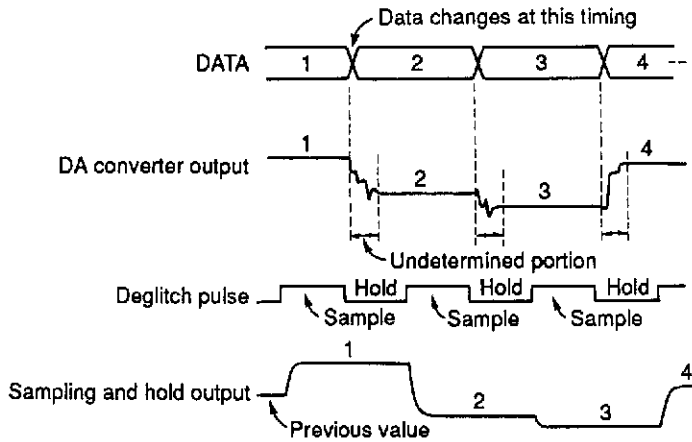 Data changes at this timing
DATA 1 2 3 4
1 4
DA converter output
2
3
Undetermined portion
Hold Hold Hold
Deglitch pulse
Sample Sample Sample
1
4
Sampling and hold output
2
3
Previous value